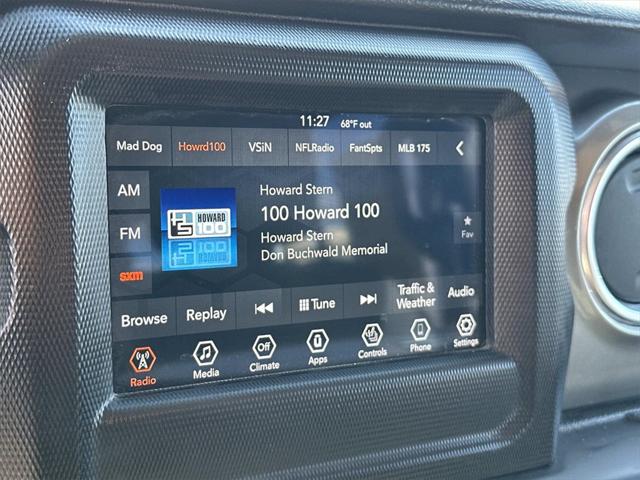 11:27 68°F out
Mad Dog Howrd100 VSiN NFLRadio FantSpts MLB 175
AM
FM
sxm
HOWARD
100
Howard Stern
100 Howard 100
Howard Stern
Don Buchwald Memorial
Fav
Browse Replay Tune Traffic & Weather Audio
Radio Media Off Climate Apps Controls Phone Settings